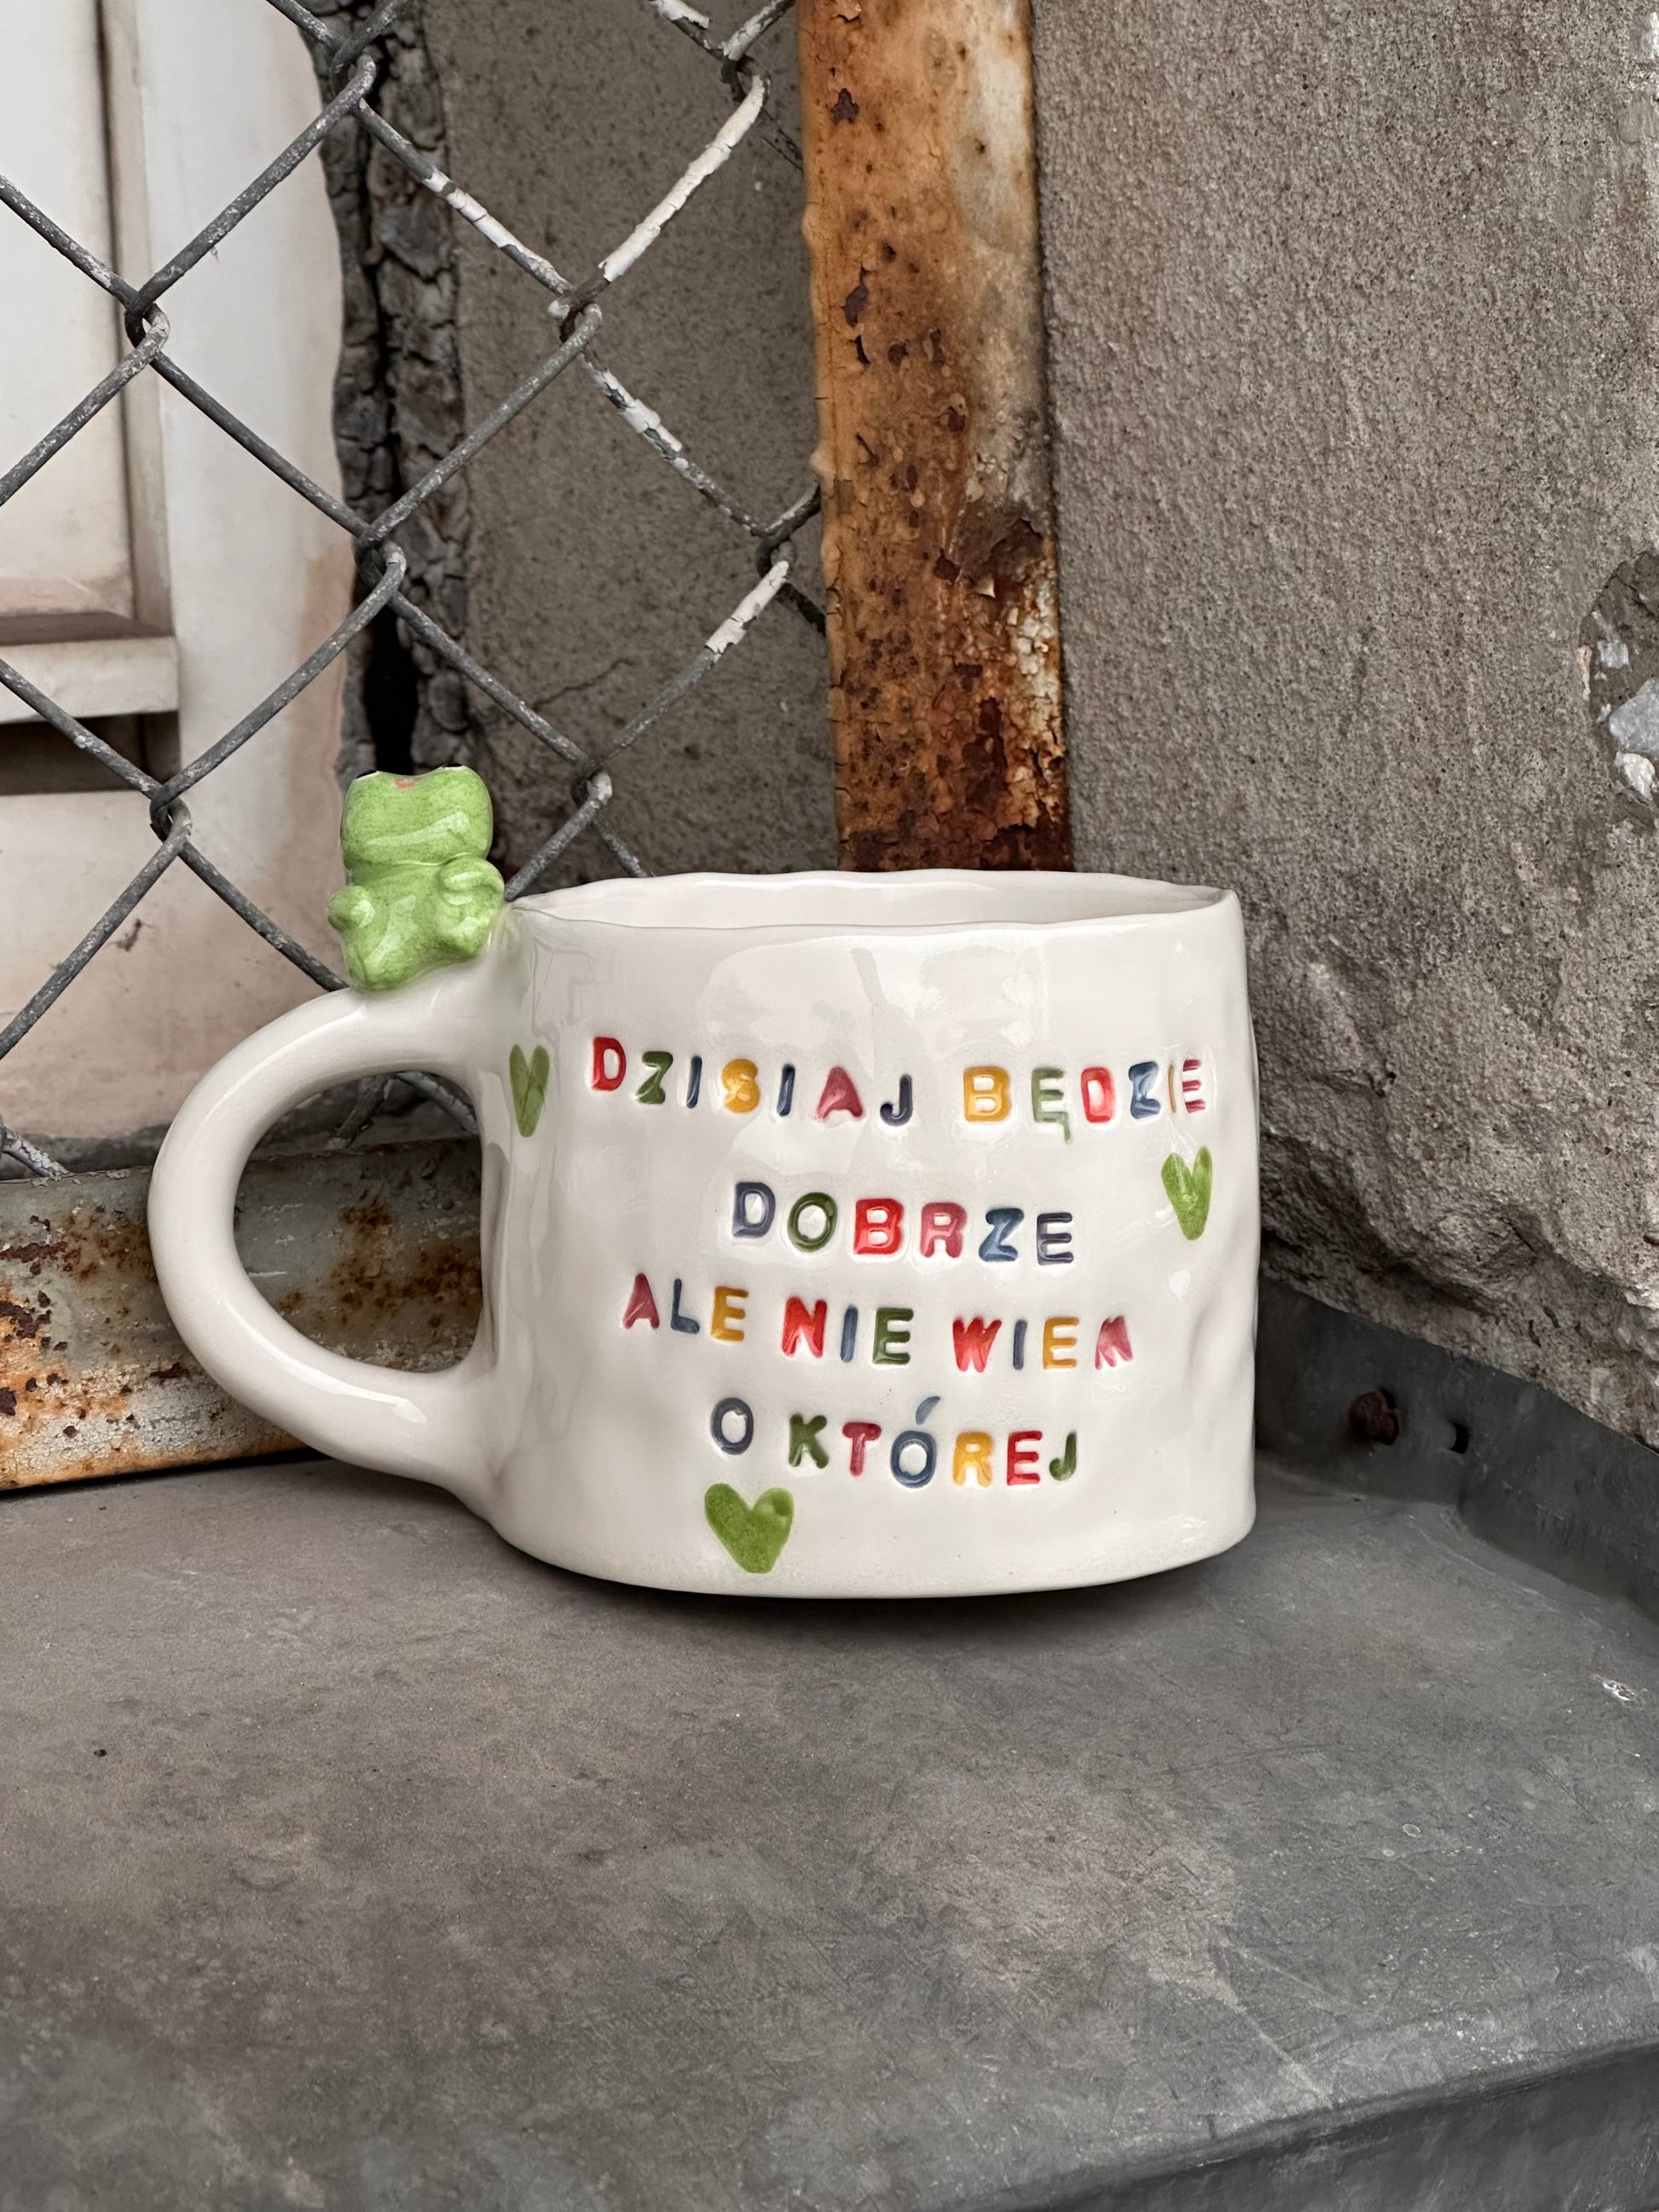 DZISIAJ BĘDZIE
DOBRZE
ALE NIE WIEM
O KTÓREJ